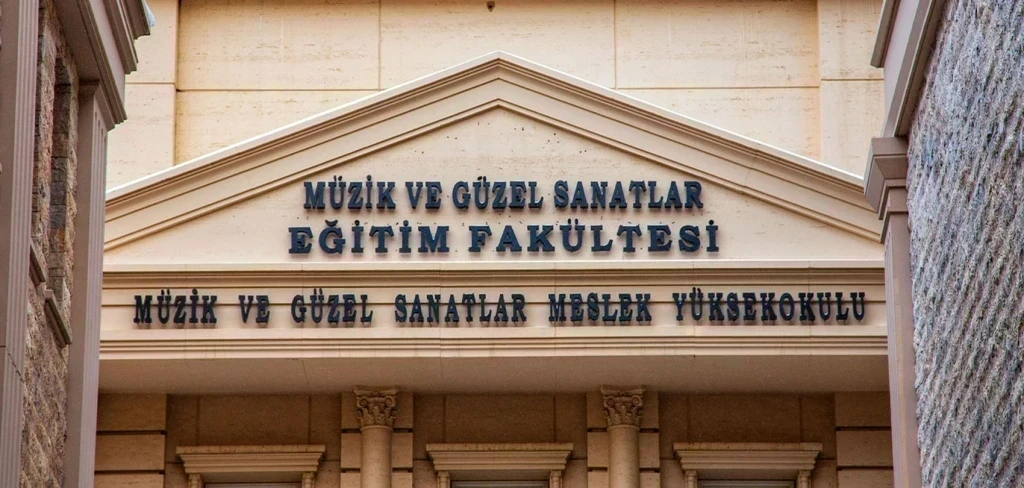 MÜZİK VE GÜZEL SANATLAR
EĞİTİM FAKÜLTESİ
MÜZİK VE GÜZEL SANATLAR MESLEK YÜKSEKOKULU